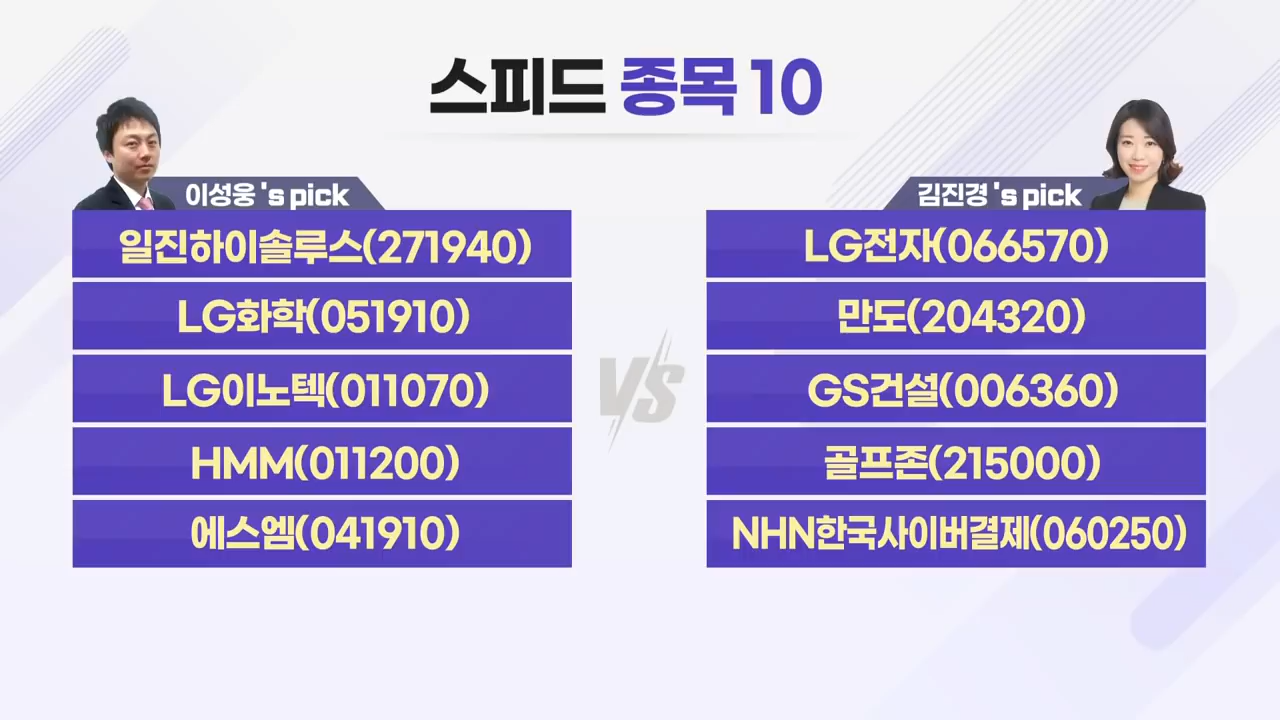 스피드 종목 10
이성웅 's pick
일진하이솔루스(271940)
LG화학(051910)
LG이노텍(011070)
HMM(011200)
에스엠(041910)
VS
김진경 's pick
LG전자(066570)
만도(204320)
GS건설(006360)
골프존(215000)
NHN한국사이버결제(060250)